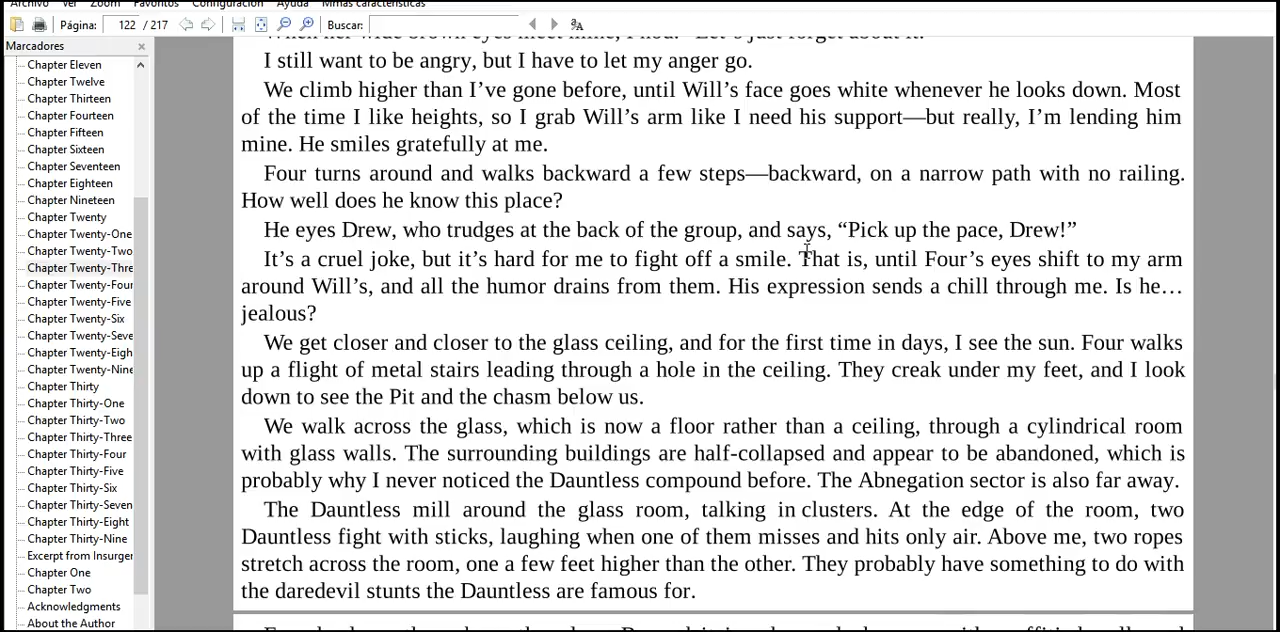 Archivo Ver Zoom Favoritos Configuración Ayuda Minhas características
Página: 122 / 217 Buscar:
Marcadores
Chapter Eleven
Chapter Twelve
Chapter Thirteen
Chapter Fourteen
Chapter Fifteen
Chapter Sixteen
Chapter Seventeen
Chapter Eighteen
Chapter Nineteen
Chapter Twenty
Chapter Twenty-One
Chapter Twenty-Two
Chapter Twenty-Thre
Chapter Twenty-Four
Chapter Twenty-Five
Chapter Twenty-Six
Chapter Twenty-Seve
Chapter Twenty-Eigh
Chapter Twenty-Nine
Chapter Thirty
Chapter Thirty-One
Chapter Thirty-Two
Chapter Thirty-Three
Chapter Thirty-Four
Chapter Thirty-Five
Chapter Thirty-Six
Chapter Thirty-Seven
Chapter Thirty-Eight
Chapter Thirty-Nine
Excerpt from Insurger
Chapter One
Chapter Two
Acknowledgments
About the Author
I still want to be angry, but I have to let my anger go.
We climb higher than I’ve gone before, until Will’s face goes white whenever he looks down. Most
of the time I like heights, so I grab Will’s arm like I need his support—but really, I’m lending him
mine. He smiles gratefully at me.
Four turns around and walks backward a few steps—backward, on a narrow path with no railing.
How well does he know this place?
He eyes Drew, who trudges at the back of the group, and says, “Pick up the pace, Drew!”
It’s a cruel joke, but it’s hard for me to fight off a smile. That is, until Four’s eyes shift to my arm
around Will’s, and all the humor drains from them. His expression sends a chill through me. Is he…
jealous?
We get closer and closer to the glass ceiling, and for the first time in days, I see the sun. Four walks
up a flight of metal stairs leading through a hole in the ceiling. They creak under my feet, and I look
down to see the Pit and the chasm below us.
We walk across the glass, which is now a floor rather than a ceiling, through a cylindrical room
with glass walls. The surrounding buildings are half-collapsed and appear to be abandoned, which is
probably why I never noticed the Dauntless compound before. The Abnegation sector is also far away.
The Dauntless mill around the glass room, talking in clusters. At the edge of the room, two
Dauntless fight with sticks, laughing when one of them misses and hits only air. Above me, two ropes
stretch across the room, one a few feet higher than the other. They probably have something to do with
the daredevil stunts the Dauntless are famous for.